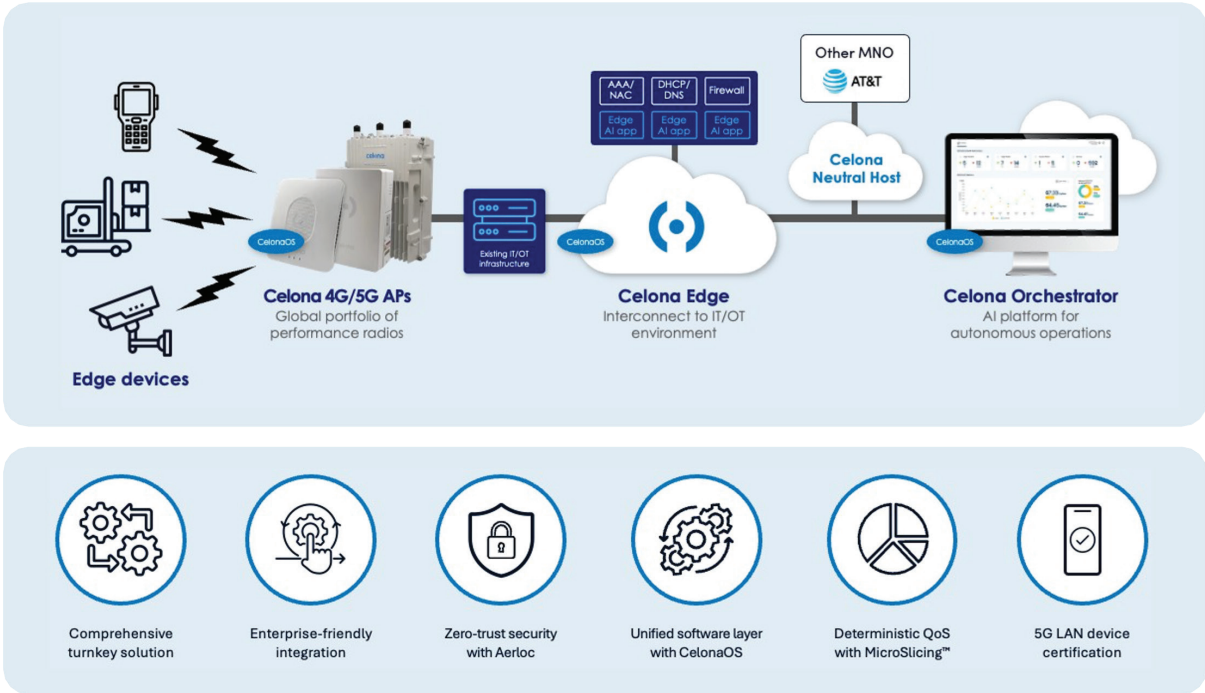 Other MNO
AT&T
AAA/
NAC
DHCP/
DNS
Firewall
Edge
AI app
Edge
AI app
Edge
AI app
Celona
Neutral Host
celona
CelonaOS
Existing IT/OT
infrastructure
CelonaOS
CelonaOS
Celona 4G/5G APs
Global portfolio of
performance radios
Celona Edge
Interconnect to IT/OT
environment
Celona Orchestrator
AI platform for
autonomous operations
Edge devices
Comprehensive
turnkey solution
Enterprise-friendly
integration
Zero-trust security
with Aerloc
Unified software layer
with CelonaOS
Deterministic QoS
with MicroSlicing™
5G LAN device
certification